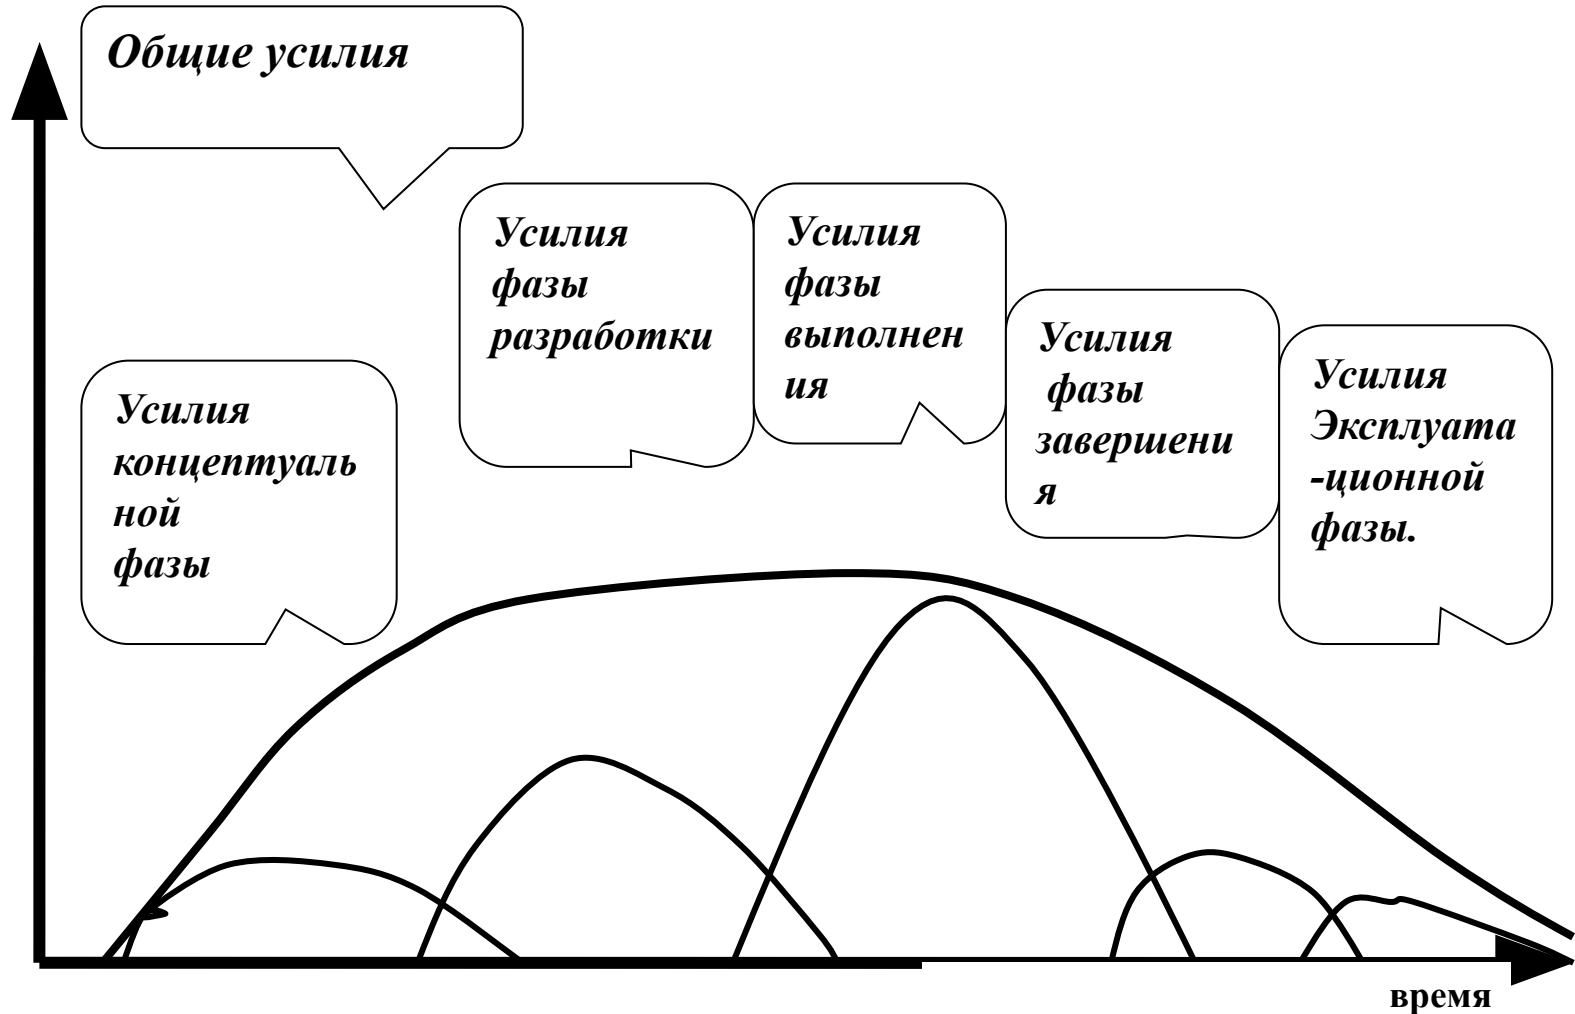 Общие усилия
Усилия
фазы
разработки
Усилия
фазы
выполнен
ия
Усилия
фазы
завершени
я
Усилия
Эксплуата
-ционной
фазы.
Усилия
концептуаль
ной
фазы
время